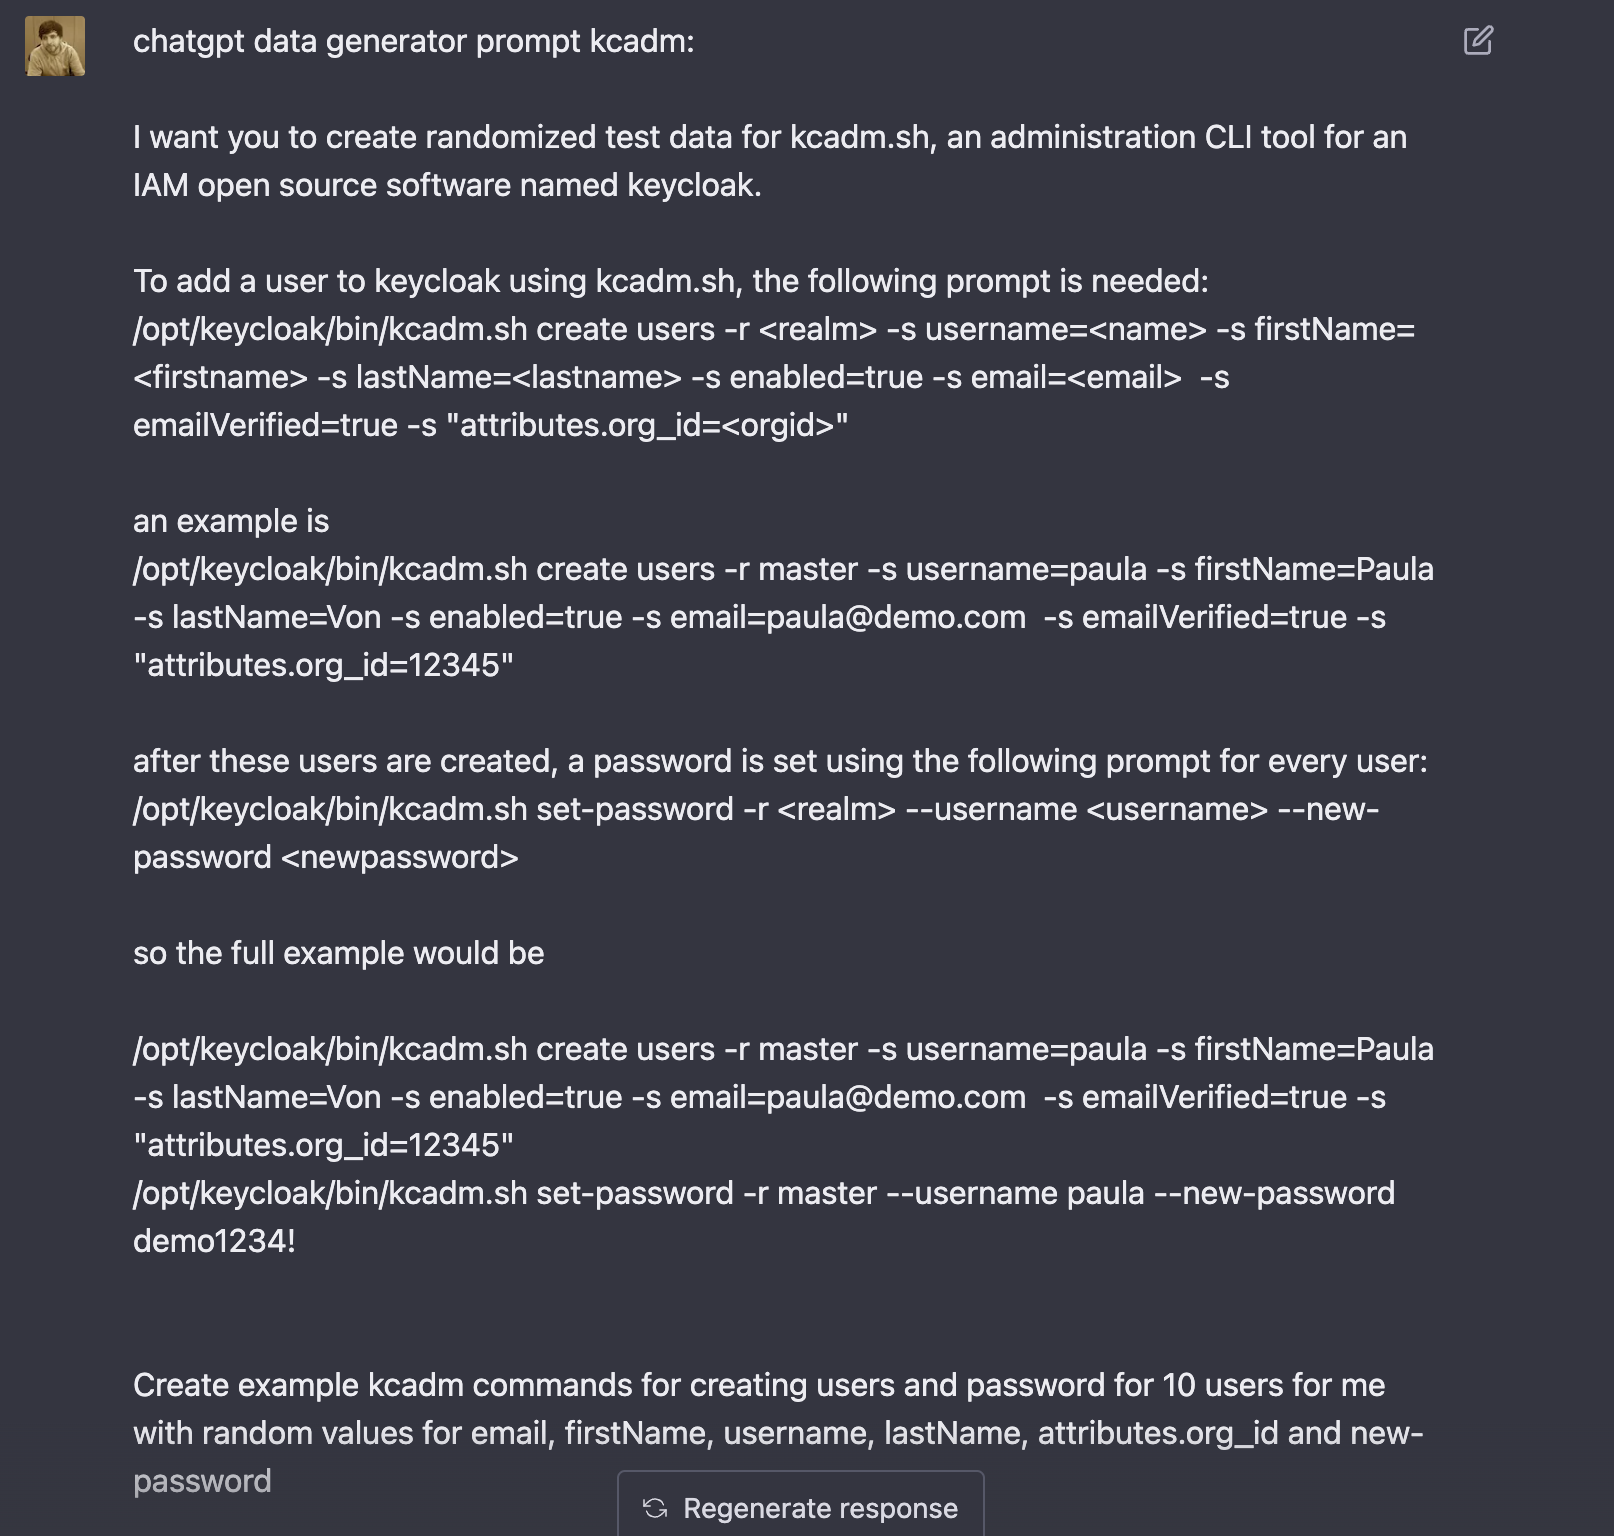 chatgpt data generator prompt kcadm:
I want you to create randomized test data for kcadm.sh, an administration CLI tool for an
IAM open source software named keycloak.
To add a user to keycloak using kcadm.sh, the following prompt is needed:
/opt/keycloak/bin/kcadm.sh create users -r <realm> -s username=<name> -s firstName=
<firstname> -s lastName=<lastname> -s enabled=true -s email=<email>  -s
emailVerified=true -s "attributes.org_id=<orgid>"
an example is
/opt/keycloak/bin/kcadm.sh create users -r master -s username=paula -s firstName=Paula
-s lastName=Von -s enabled=true -s email=paula@demo.com  -s emailVerified=true -s
"attributes.org_id=12345"
after these users are created, a password is set using the following prompt for every user:
/opt/keycloak/bin/kcadm.sh set-password -r <realm> --username <username> --new-
password <newpassword>
so the full example would be
/opt/keycloak/bin/kcadm.sh create users -r master -s username=paula -s firstName=Paula
-s lastName=Von -s enabled=true -s email=paula@demo.com  -s emailVerified=true -s
"attributes.org_id=12345"
/opt/keycloak/bin/kcadm.sh set-password -r master --username paula --new-password
demo1234!
Create example kcadm commands for creating users and password for 10 users for me
with random values for email, firstName, username, lastName, attributes.org_id and new-
password
Regenerate response